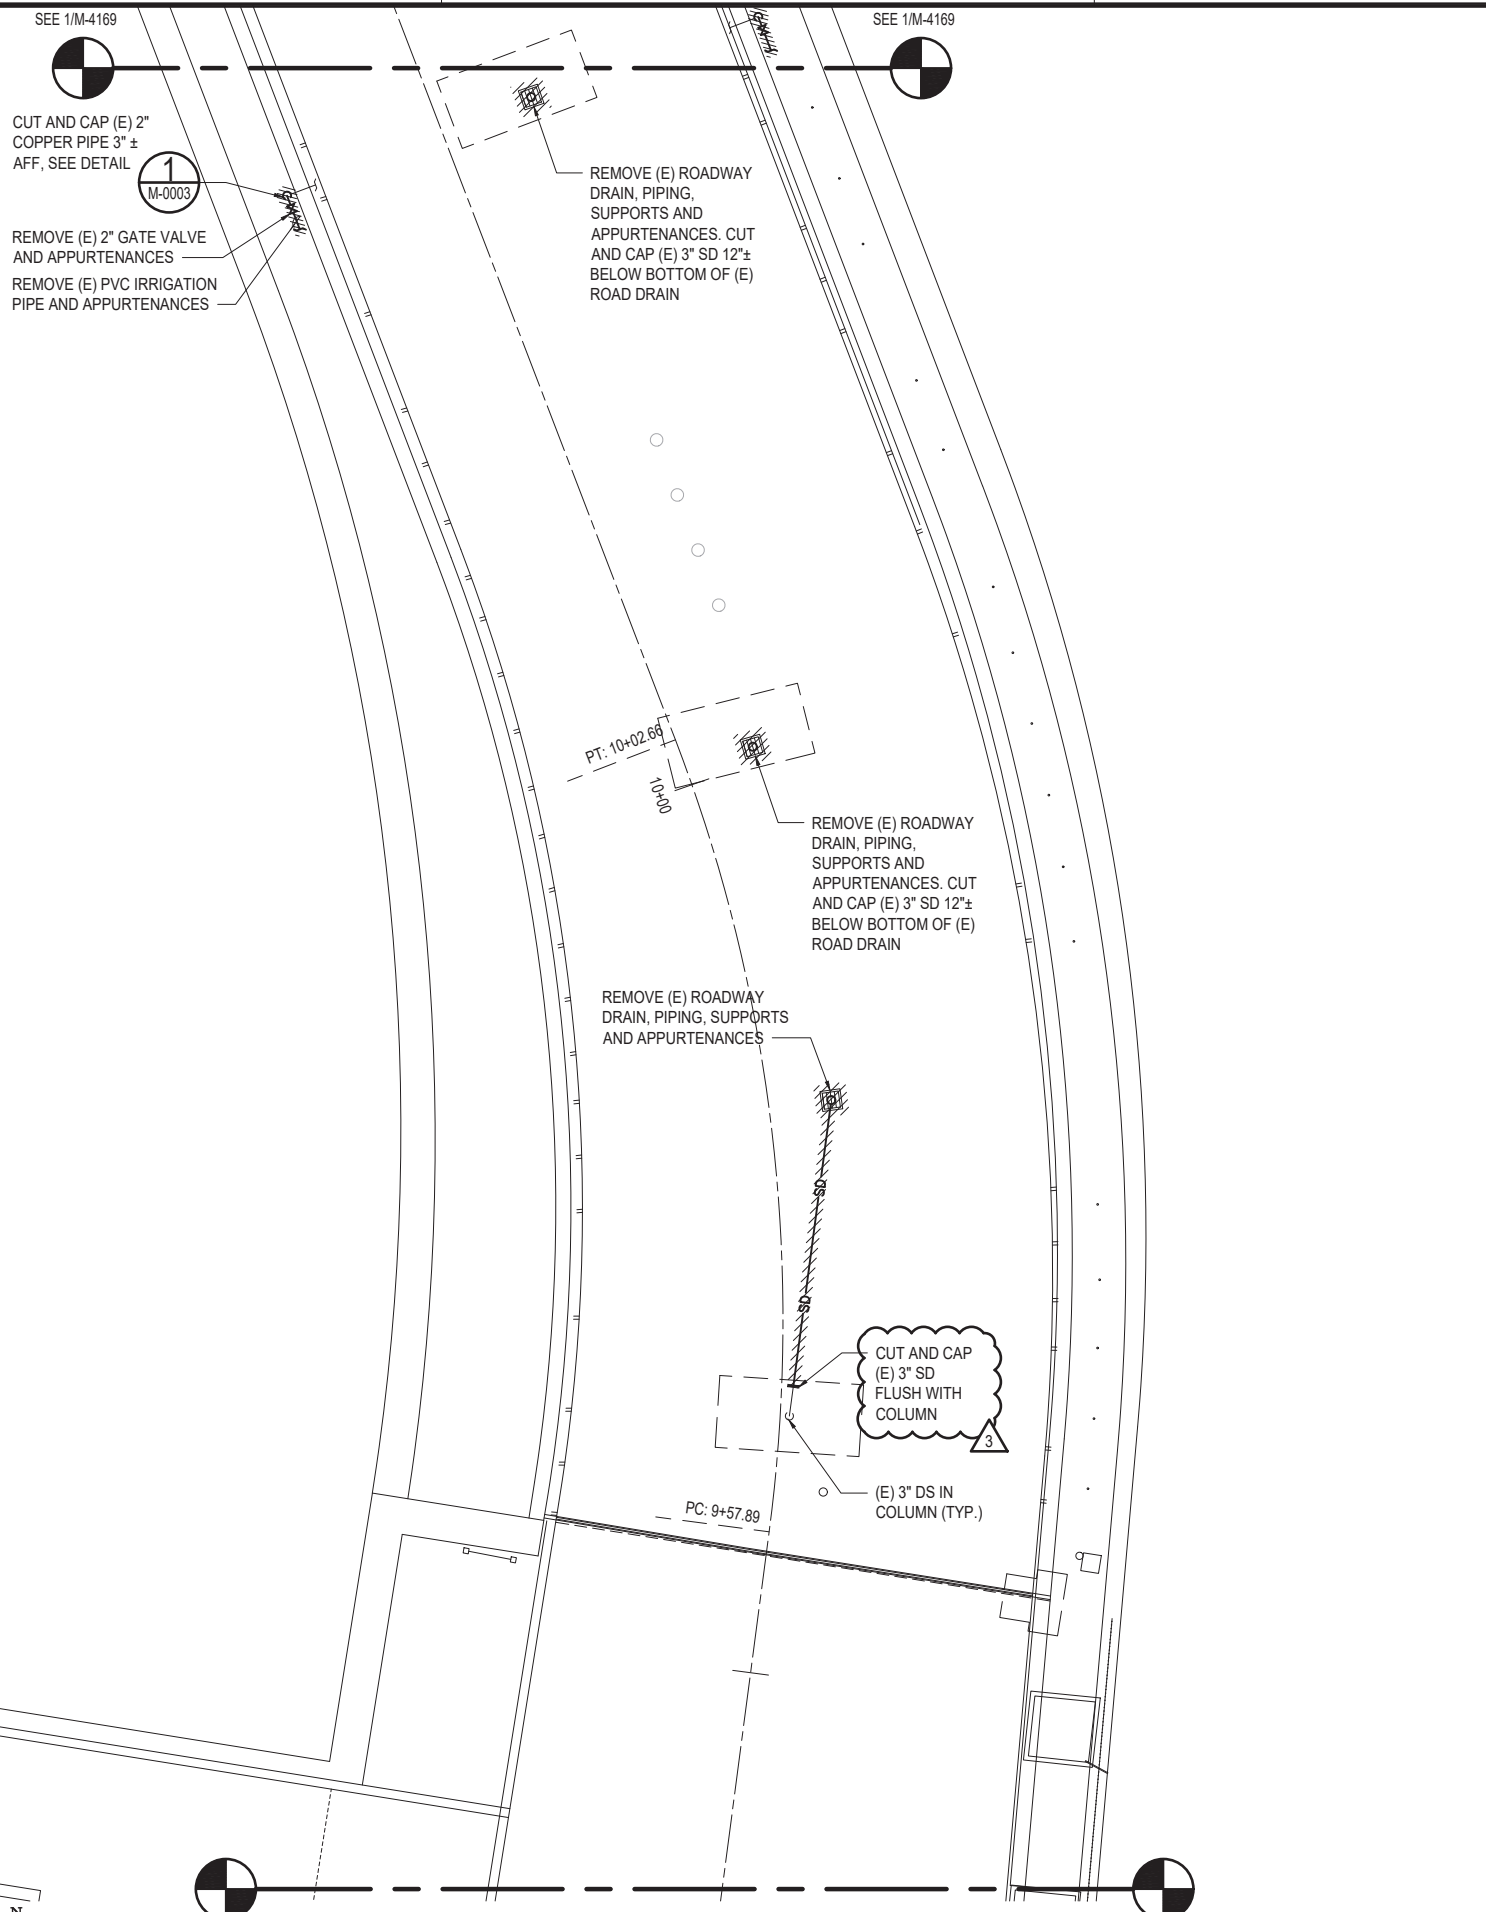 SEE 1/M-4169
SEE 1/M-4169
CUT AND CAP (E) 2"
COPPER PIPE 3" ±
AFF, SEE DETAIL
1
M-0003
REMOVE (E) 2" GATE VALVE
AND APPURTENANCES
REMOVE (E) PVC IRRIGATION
PIPE AND APPURTENANCES
REMOVE (E) ROADWAY
DRAIN, PIPING,
SUPPORTS AND
APPURTENANCES. CUT
AND CAP (E) 3" SD 12"±
BELOW BOTTOM OF (E)
ROAD DRAIN
PT: 10+02.66
10+00
REMOVE (E) ROADWAY
DRAIN, PIPING,
SUPPORTS AND
APPURTENANCES. CUT
AND CAP (E) 3" SD 12"±
BELOW BOTTOM OF (E)
ROAD DRAIN
REMOVE (E) ROADWAY
DRAIN, PIPING, SUPPORTS
AND APPURTENANCES
SD
SD
CUT AND CAP
(E) 3" SD
FLUSH WITH
COLUMN
3
(E) 3" DS IN
COLUMN (TYP.)
PC: 9+57.89